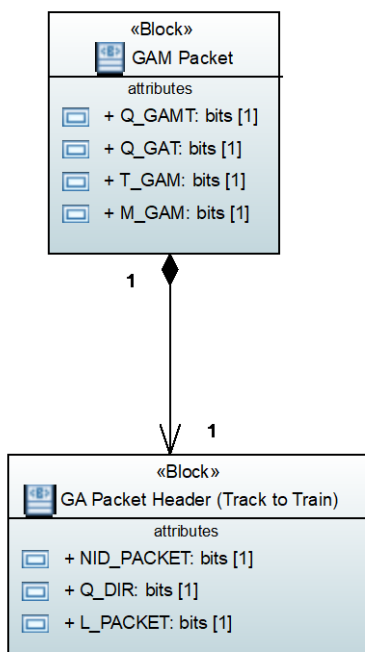 «Block»
GAM Packet
attributes
+ Q_GAMT: bits [1]
+ Q_GAT: bits [1]
+ T_GAM: bits [1]
+ M_GAM: bits [1]
1
1
«Block»
GA Packet Header (Track to Train)
attributes
+ NID_PACKET: bits [1]
+ Q_DIR: bits [1]
+ L_PACKET: bits [1]